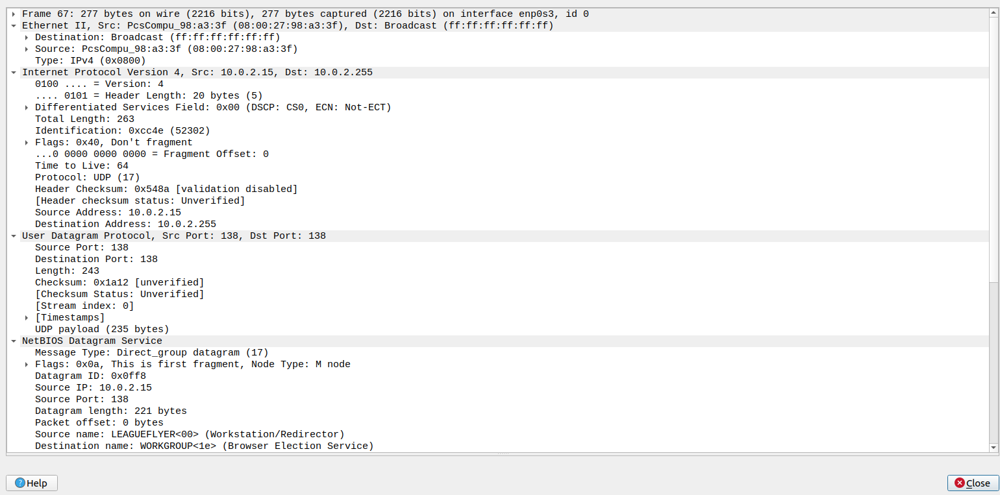 Frame 67: 277 bytes on wire (2216 bits), 277 bytes captured (2216 bits) on interface enp0s3, id 0
Ethernet II, Src: PcsCompu_98:a3:3f (08:00:27:98:a3:3f), Dst: Broadcast (ff:ff:ff:ff:ff:ff)
Destination: Broadcast (ff:ff:ff:ff:ff:ff)
Source: PcsCompu_98:a3:3f (08:00:27:98:a3:3f)
Type: IPv4 (0x0800)
Internet Protocol Version 4, Src: 10.0.2.15, Dst: 10.0.2.255
0100 .... = Version: 4
.... 0101 = Header Length: 20 bytes (5)
Differentiated Services Field: 0x00 (DSCP: CS0, ECN: Not-ECT)
Total Length: 263
Identification: 0xcc4e (52302)
Flags: 0x40, Don't fragment
...0 0000 0000 0000 = Fragment Offset: 0
Time to Live: 64
Protocol: UDP (17)
Header Checksum: 0x548a [validation disabled]
[Header checksum status: Unverified]
Source Address: 10.0.2.15
Destination Address: 10.0.2.255
User Datagram Protocol, Src Port: 138, Dst Port: 138
Source Port: 138
Destination Port: 138
Length: 243
Checksum: 0x1a12 [unverified]
[Checksum Status: Unverified]
[Stream index: 0]
[Timestamps]
UDP payload (235 bytes)
NetBIOS Datagram Service
Message Type: Direct_group datagram (17)
Flags: 0x0a, This is first fragment, Node Type: M node
Datagram ID: 0x0ff8
Source IP: 10.0.2.15
Source Port: 138
Datagram length: 221 bytes
Packet offset: 0 bytes
Source name: LEAGUEFLYER<00> (Workstation/Redirector)
Destination name: WORKGROUP<1e> (Browser Election Service)
Help
Close